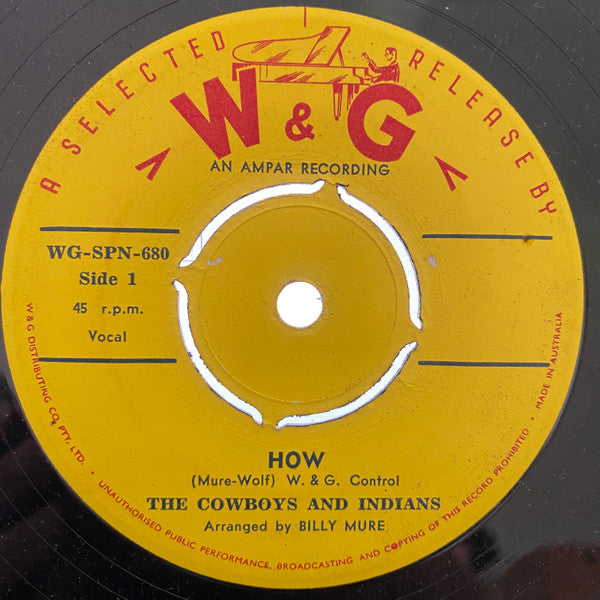 A SELECTED RELEASE BY
W & G
AN AMPAR RECORDING
WG-SPN-680
Side 1
45 r.p.m.
Vocal
HOW
(Mure-Wolf) W. & G. Control
THE COWBOYS AND INDIANS
Arranged by BILLY MURE
W & G DISTRIBUTING CO. PTY. LTD. • UNAUTHORISED PUBLIC PERFORMANCE, BROADCASTING AND COPYING OF THIS RECORD PROHIBITED • MADE IN AUSTRALIA